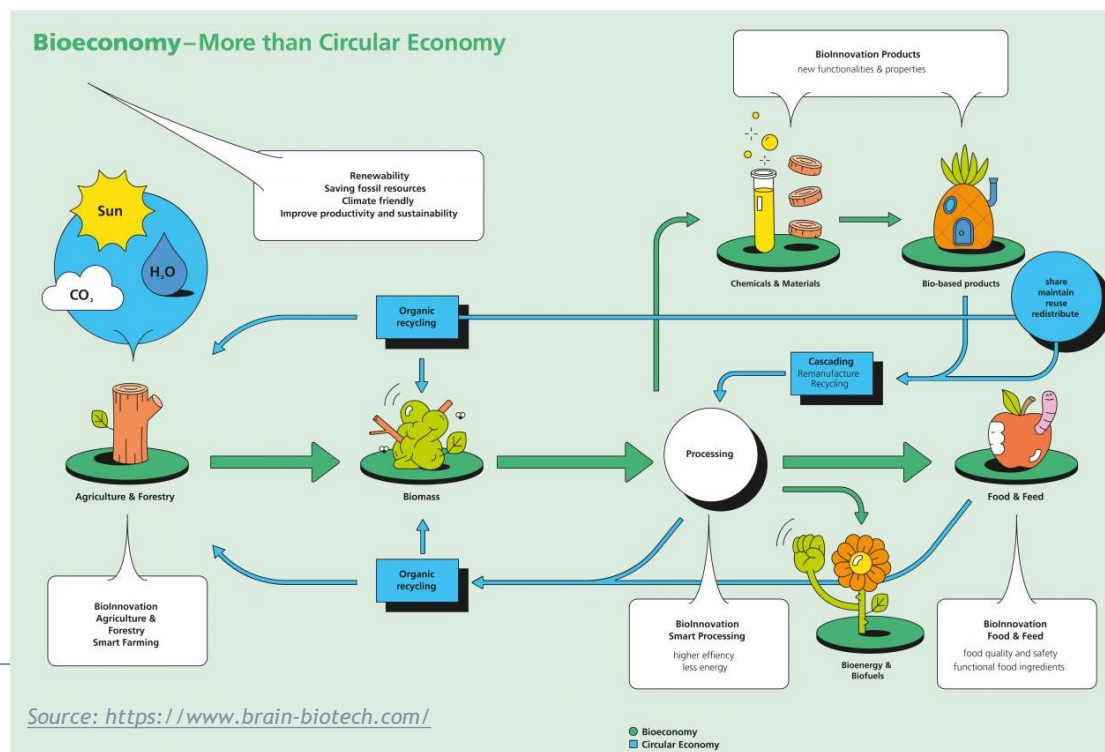 Bioeconomy – More than Circular Economy
BioInnovation Products
new functionalities & properties
Renewability
Saving fossil resources
Climate friendly
Improve productivity and sustainability
Sun
H₂O
CO₂
Chemicals & Materials
Bio-based products
share
maintain
reuse
redistribute
Organic
recycling
Cascading
Remanufacture
Recycling
Processing
Agriculture & Forestry
Biomass
Food & Feed
Organic
recycling
BioInnovation
Agriculture &
Forestry
Smart Farming
BioInnovation
Smart Processing
higher effiency
less energy
Bioenergy &
Biofuels
BioInnovation
Food & Feed
food quality and safety
functional food ingredients
Source: https://www.brain-biotech.com/
Bioeconomy
Circular Economy